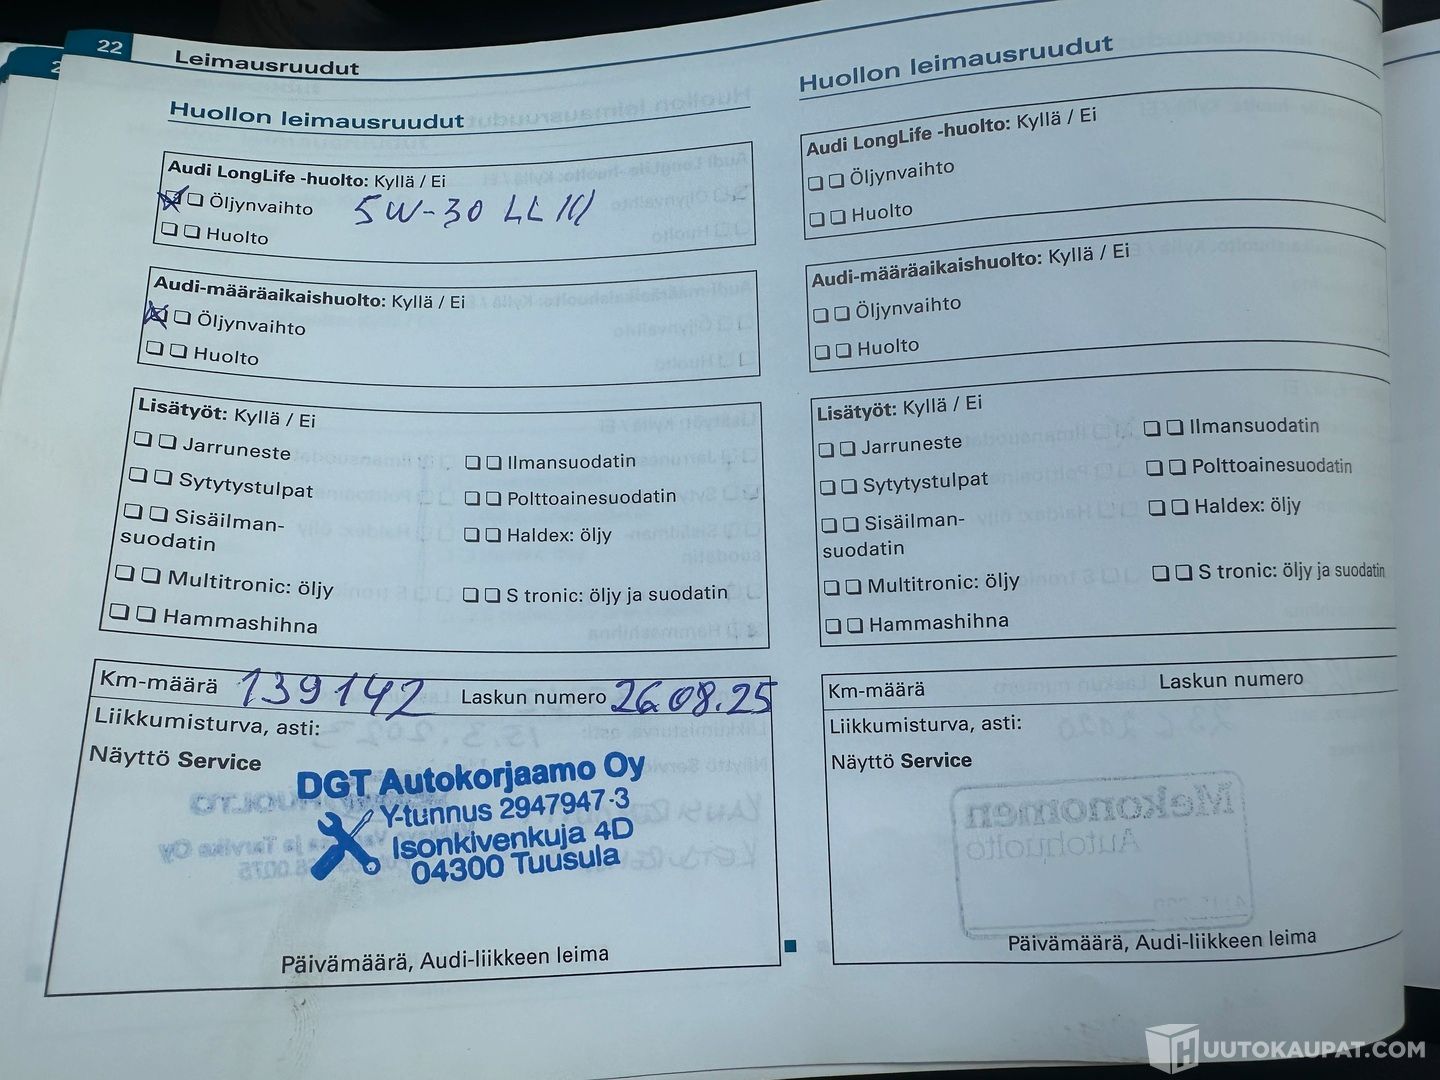 22
Leimausruudut
Huollon leimausruudut
Audi LongLife -huolto: Kyllä / Ei
Öljynvaihto 5W-30 LL III
Huolto
Audi-määräaikaishuolto: Kyllä / Ei
Öljynvaihto
Huolto
Lisätyöt: Kyllä / Ei
Jarruneste
Sytytystulpat
Sisäilman-
suodatin
Multitronic: öljy
Hammashihna
Ilmansuodatin
Polttoainesuodatin
Haldex: öljy
S tronic: öljy ja suodatin
Km-määrä 139142 Laskun numero 26.08.25
Liikkumisturva, asti:
Näyttö Service
DGT Autokorjaamo Oy
Y-tunnus 2947947-3
Isonkivenkuja 4D
04300 Tuusula
Päivämäärä, Audi-liikkeen leima
Huollon leimausruudut
Audi LongLife -huolto: Kyllä / Ei
Öljynvaihto
Huolto
Audi-määräaikaishuolto: Kyllä / Ei
Öljynvaihto
Huolto
Lisätyöt: Kyllä / Ei
Jarruneste
Sytytystulpat
Sisäilman-
suodatin
Multitronic: öljy
Hammashihna
Ilmansuodatin
Polttoainesuodatin
Haldex: öljy
S tronic: öljy ja suodatin
Km-määrä Laskun numero
Liikkumisturva, asti:
Näyttö Service
Mekonomen
Autohuolto
Päivämäärä, Audi-liikkeen leima
HUUTOKAUPAT.COM